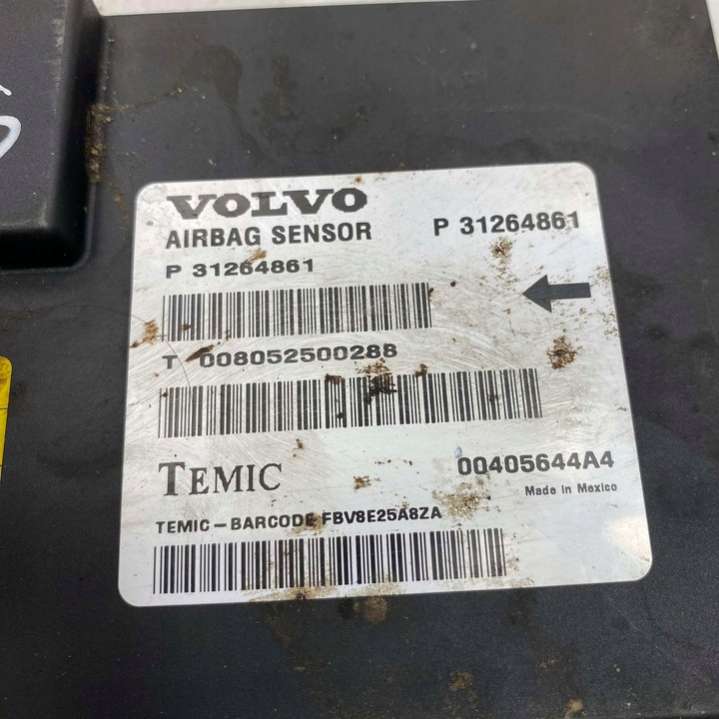 VOLVO
AIRBAG SENSOR P 31264861
P 31264861
T 008052500288
TEMIC 00405644A4
Made in Mexico
TEMIC-BARCODE FBV8E25A8ZA